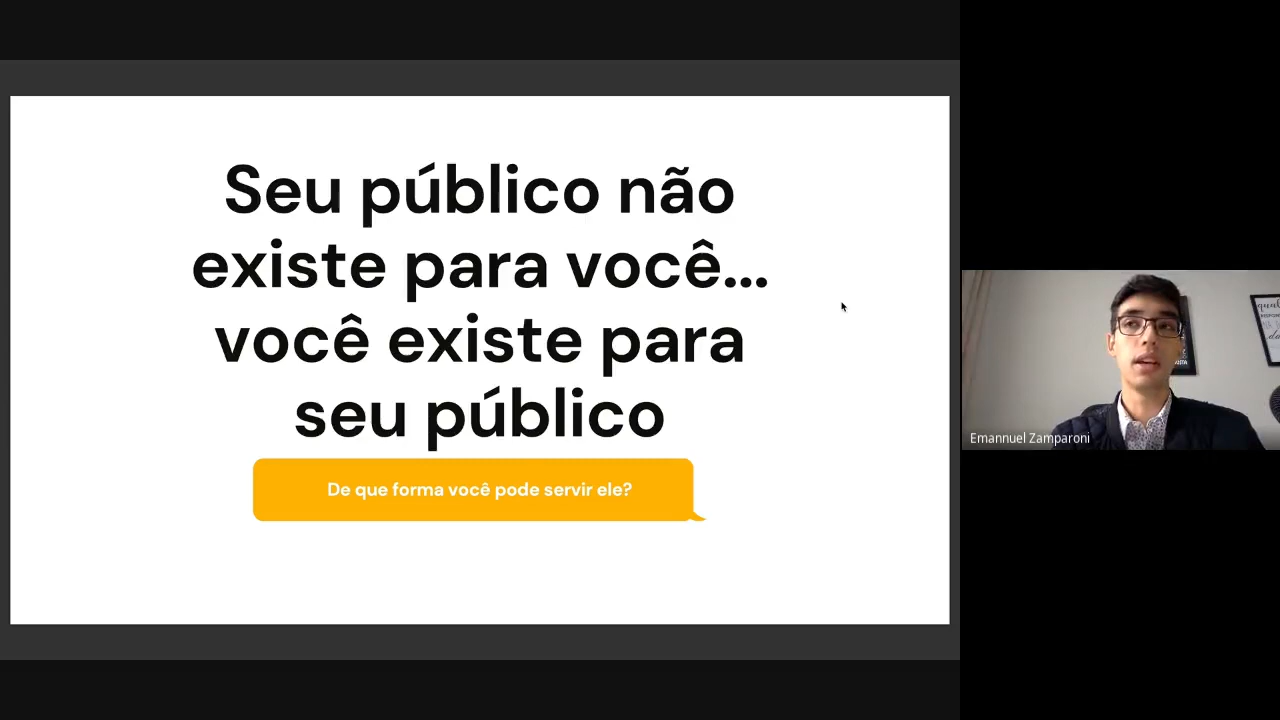 Seu público não
existe para você...
você existe para
seu público
De que forma você pode servir ele?
Emannuel Zamparoni